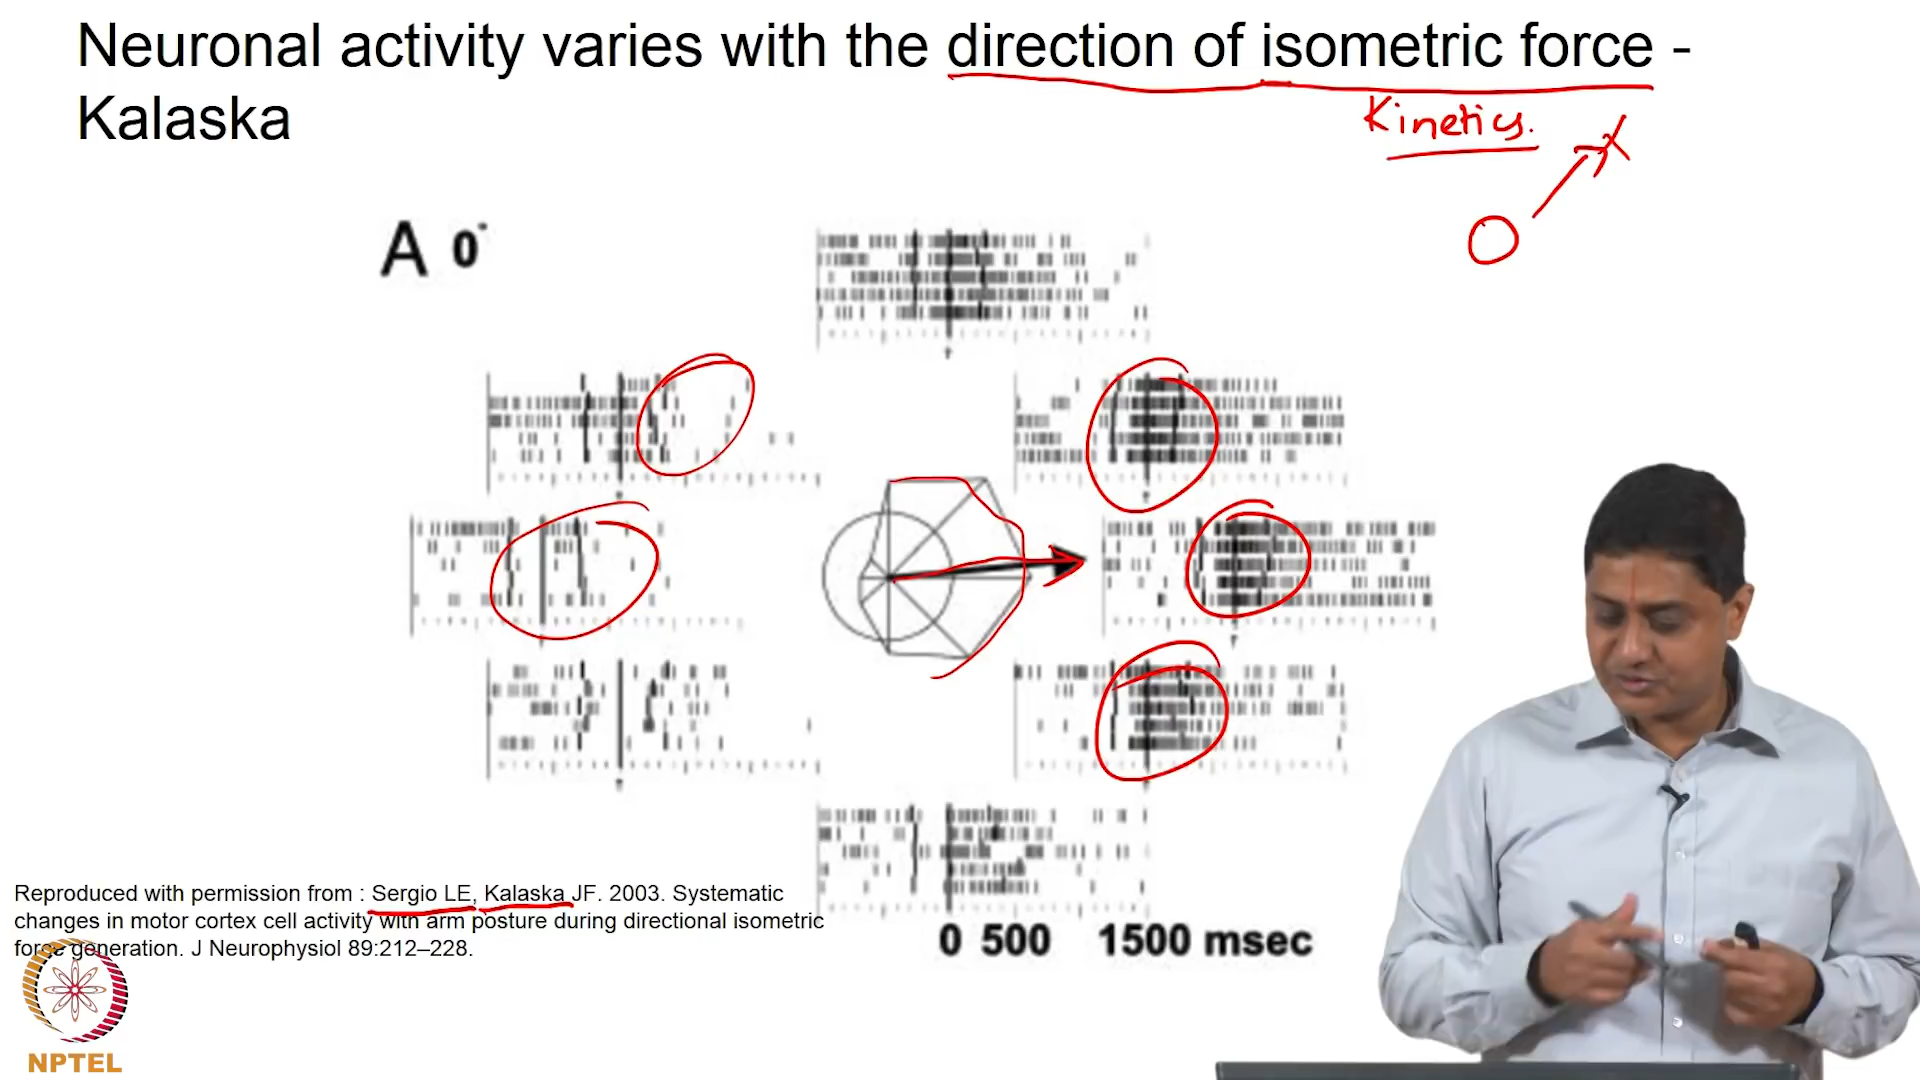 Neuronal activity varies with the direction of isometric force -
Kalaska
Kinetics.
A 0°
0 500 1500 msec
Reproduced with permission from : Sergio LE, Kalaska JF. 2003. Systematic
changes in motor cortex cell activity with arm posture during directional isometric
force generation. J Neurophysiol 89:212–228.
NPTEL